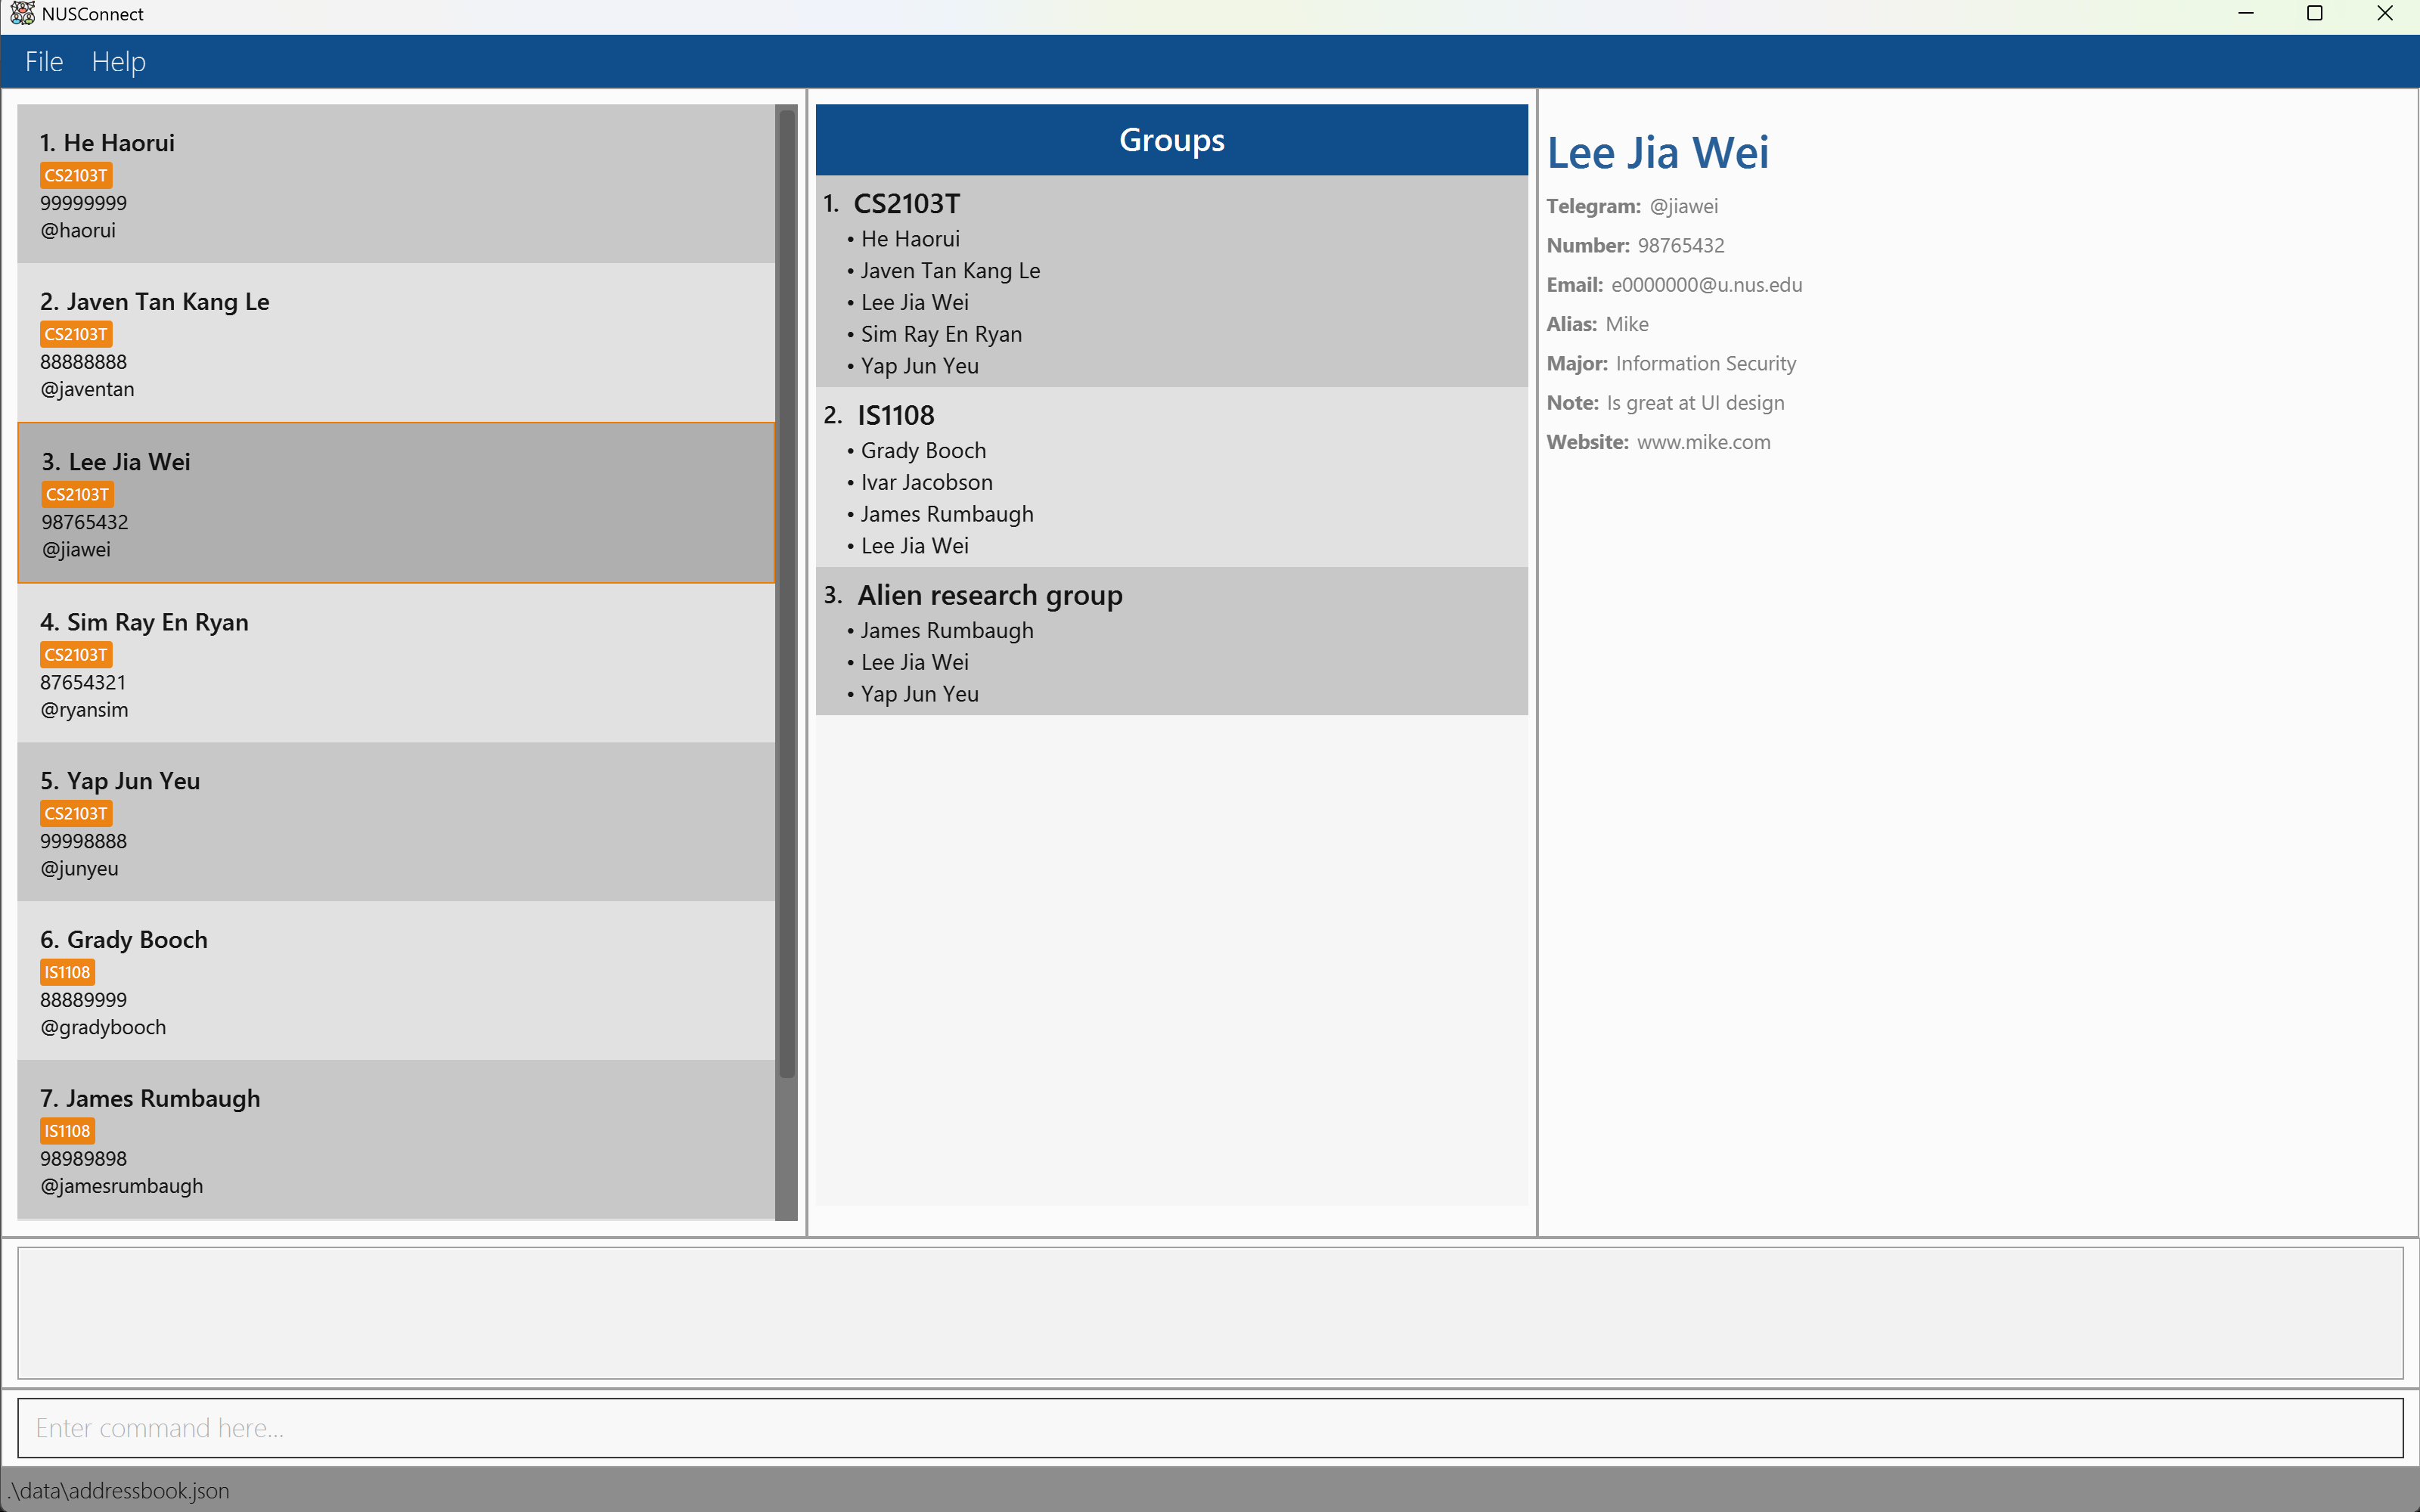 NUSConnect
File Help
1. He Haorui
CS2103T
99999999
@haorui
2. Javen Tan Kang Le
CS2103T
88888888
@javentan
3. Lee Jia Wei
CS2103T
98765432
@jiawei
4. Sim Ray En Ryan
CS2103T
87654321
@ryansim
5. Yap Jun Yeu
CS2103T
99998888
@junyeu
6. Grady Booch
IS1108
88889999
@gradybooch
7. James Rumbaugh
IS1108
98989898
@jamesrumbaugh
Groups
1. CS2103T
• He Haorui
• Javen Tan Kang Le
• Lee Jia Wei
• Sim Ray En Ryan
• Yap Jun Yeu
2. IS1108
• Grady Booch
• Ivar Jacobson
• James Rumbaugh
• Lee Jia Wei
3. Alien research group
• James Rumbaugh
• Lee Jia Wei
• Yap Jun Yeu
Lee Jia Wei
Telegram: @jiawei
Number: 98765432
Email: e0000000@u.nus.edu
Alias: Mike
Major: Information Security
Note: Is great at UI design
Website: www.mike.com
Enter command here...
.\data\addressbook.json